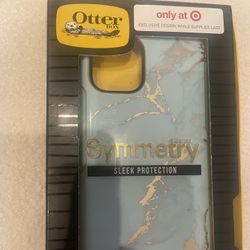 Otter
BOX
only at
EXCLUSIVE DESIGN, WHILE SUPPLIES LAST
Symmetry
SERIES
SLEEK PROTECTION